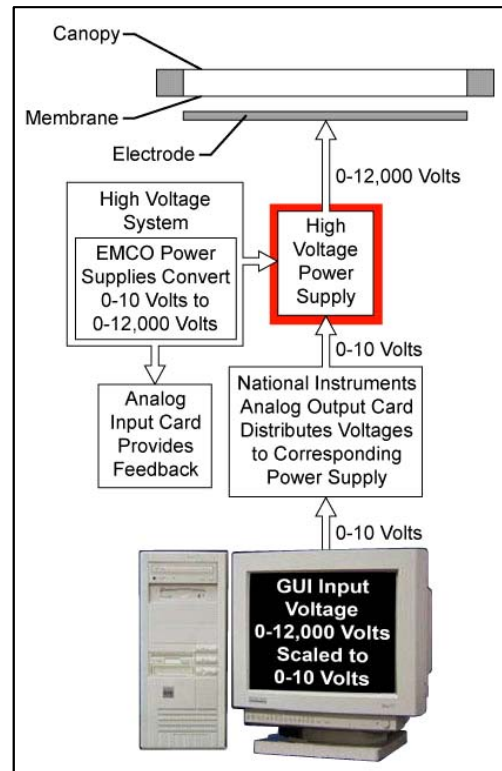 Canopy
Membrane
Electrode
0-12,000 Volts
High Voltage
System
EMCO Power
Supplies Convert
0-10 Volts to
0-12,000 Volts
High
Voltage
Power
Supply
0-10 Volts
Analog
Input Card
Provides
Feedback
National Instruments
Analog Output Card
Distributes Voltages
to Corresponding
Power Supply
0-10 Volts
GUI Input
Voltage
0-12,000 Volts
Scaled to
0-10 Volts